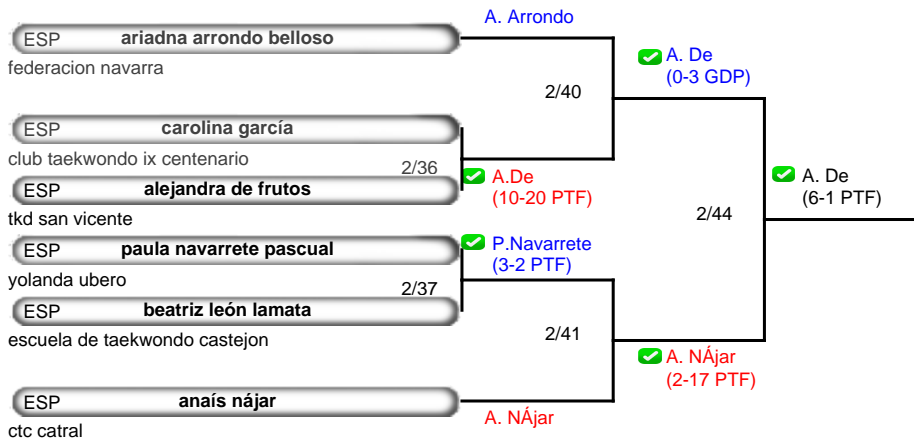 A. Arrondo
ESP ariadna arrondo belloso
federacion navarra
A. De
(0-3 GDP)
2/40
ESP carolina garcía
club taekwondo ix centenario
2/36
A.De
(10-20 PTF)
ESP alejandra de frutos
tkd san vicente
A. De
(6-1 PTF)
2/44
ESP paula navarrete pascual
P.Navarrete
(3-2 PTF)
yolanda ubero
2/37
ESP beatriz león lamata
escuela de taekwondo castejon
2/41
A. NÁjar
(2-17 PTF)
ESP anaís nájar
A. NÁjar
ctc catral